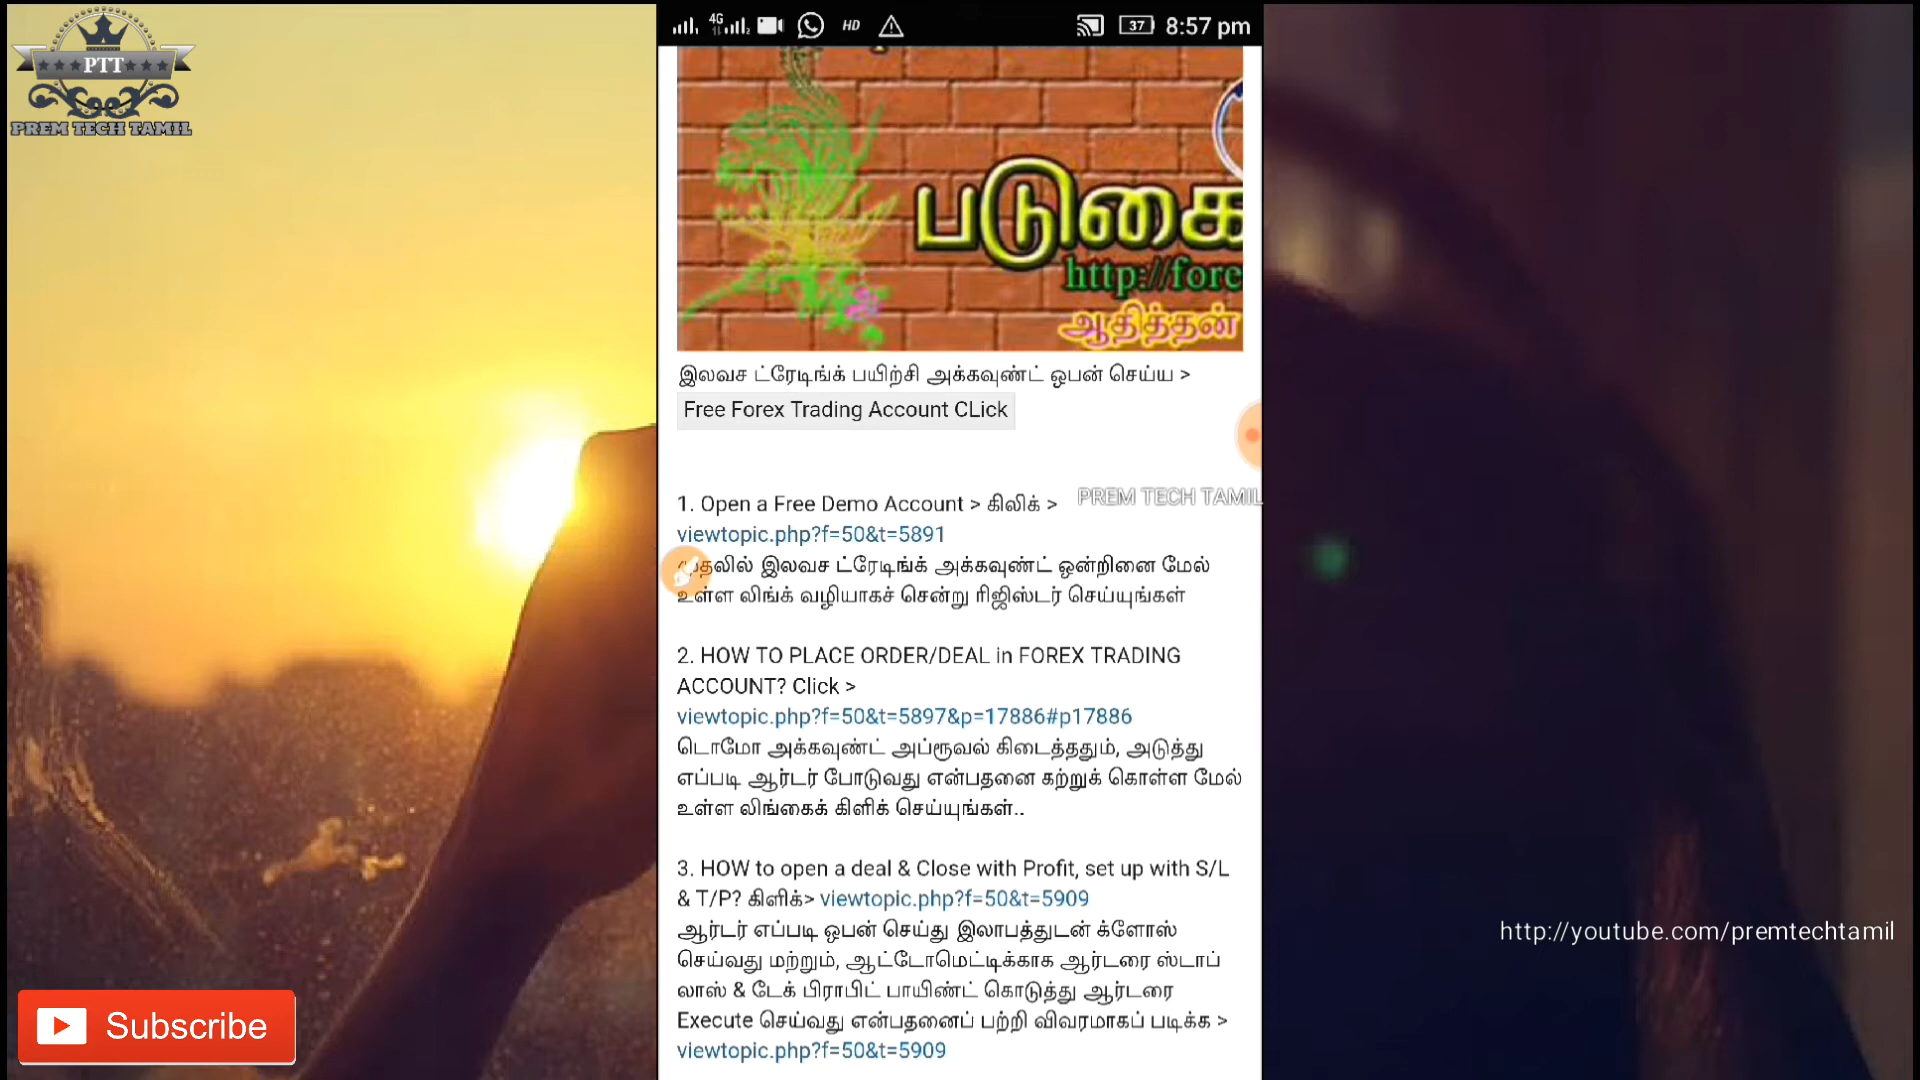 PTT
PREM TECH TAMIL
4G HD 37 8:57 pm
படுகை
http://fore
ஆதித்தன்
இலவச ட்ரேடிங்க் பயிற்சி அக்கவுண்ட் ஒபன் செய்ய >
Free Forex Trading Account CLick
1. Open a Free Demo Account > கிலிக் >
PREM TECH TAMIL
viewtopic.php?f=50&t=5891
முதலில் இலவச ட்ரேடிங்க் அக்கவுண்ட் ஒன்றினை மேல்
உள்ள லிங்க் வழியாகச் சென்று ரிஜிஸ்டர் செய்யுங்கள்
2. HOW TO PLACE ORDER/DEAL in FOREX TRADING
ACCOUNT? Click >
viewtopic.php?f=50&t=5897&p=17886#p17886
டொமோ அக்கவுண்ட் அப்ரூவல் கிடைத்ததும், அடுத்து
எப்படி ஆர்டர் போடுவது என்பதனை கற்றுக் கொள்ள மேல்
உள்ள லிங்கைக் கிளிக் செய்யுங்கள்..
3. HOW to open a deal & Close with Profit, set up with S/L
& T/P? கிளிக்> viewtopic.php?f=50&t=5909
ஆர்டர் எப்படி ஒபன் செய்து இலாபத்துடன் க்ளோஸ்
செய்வது மற்றும், ஆட்டோமெட்டிக்காக ஆர்டரை ஸ்டாப்
லாஸ் & டேக் பிராபிட் பாயிண்ட் கொடுத்து ஆர்டரை
Execute செய்வது என்பதனைப் பற்றி விவரமாகப் படிக்க >
viewtopic.php?f=50&t=5909
http://youtube.com/premtechtamil
Subscribe